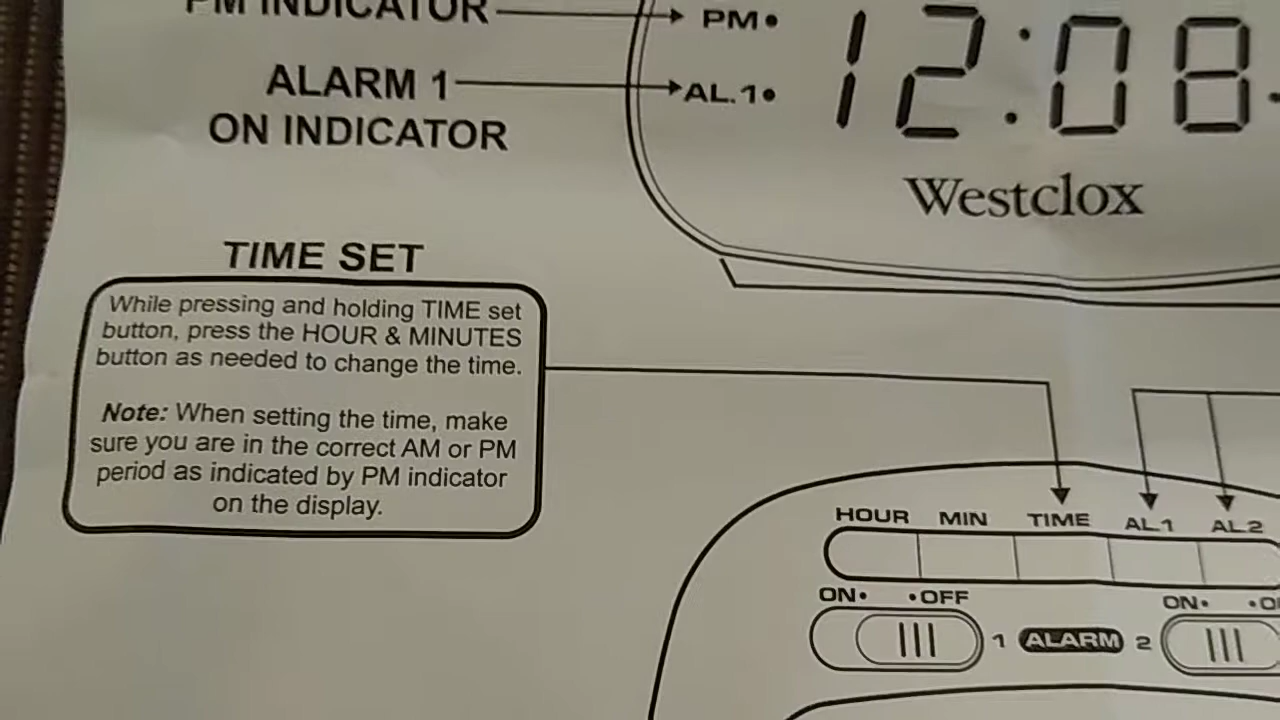 PM INDICATOR
PM
12:08
ALARM 1
ON INDICATOR
AL.1
Westclox
TIME SET
While pressing and holding TIME set
button, press the HOUR & MINUTES
button as needed to change the time.
Note: When setting the time, make
sure you are in the correct AM or PM
period as indicated by PM indicator
on the display.
HOUR MIN TIME AL.1 AL.2
ON• •OFF
1 ALARM 2
ON•